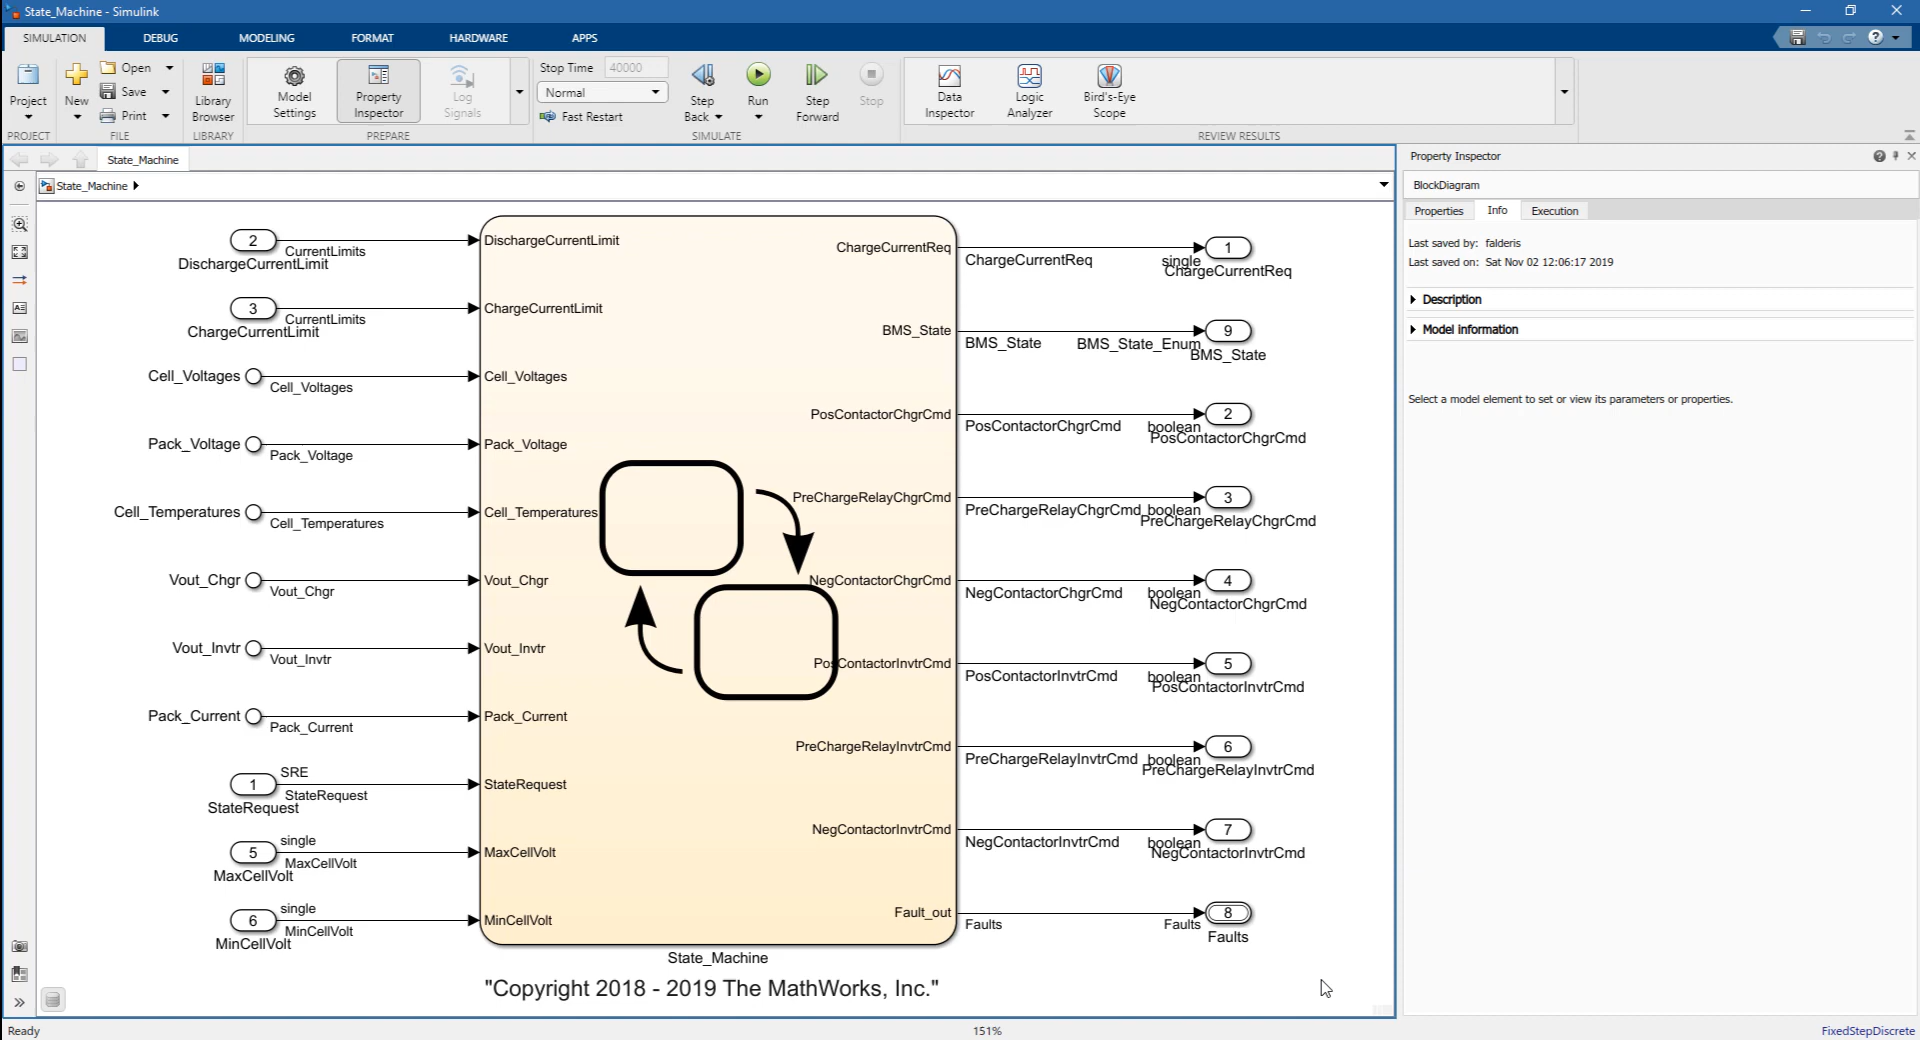 State_Machine - Simulink
SIMULATION
DEBUG
MODELING
FORMAT
HARDWARE
APPS
Project
New
Open
Save
Print
Library
Browser
Model
Settings
Property
Inspector
Log
Signals
Stop Time
40000
Normal
Fast Restart
Step
Back
Run
Step
Forward
Stop
Data
Inspector
Logic
Analyzer
Bird's-Eye
Scope
PROJECT
FILE
LIBRARY
PREPARE
SIMULATE
REVIEW RESULTS
State_Machine
State_Machine
2
CurrentLimits
DischargeCurrentLimit
3
CurrentLimits
ChargeCurrentLimit
Cell_Voltages
Cell_Voltages
Pack_Voltage
Pack_Voltage
Cell_Temperatures
Cell_Temperatures
Vout_Chgr
Vout_Chgr
Vout_Invtr
Vout_Invtr
Pack_Current
Pack_Current
SRE
1
StateRequest
StateRequest
single
5
MaxCellVolt
MaxCellVolt
single
6
MinCellVolt
MinCellVolt
DischargeCurrentLimit
ChargeCurrentLimit
Cell_Voltages
Pack_Voltage
Cell_Temperatures
Vout_Chgr
Vout_Invtr
Pack_Current
StateRequest
MaxCellVolt
MinCellVolt
ChargeCurrentReq
BMS_State
PosContactorChgrCmd
PreChargeRelayChgrCmd
NegContactorChgrCmd
PosContactorInvtrCmd
PreChargeRelayInvtrCmd
NegContactorInvtrCmd
Fault_out
ChargeCurrentReq
single
1
ChargeCurrentReq
BMS_State
BMS_State_Enum
9
BMS_State
PosContactorChgrCmd
boolean
2
PosContactorChgrCmd
PreChargeRelayChgrCmd
boolean
3
PreChargeRelayChgrCmd
NegContactorChgrCmd
boolean
4
NegContactorChgrCmd
PosContactorInvtrCmd
boolean
5
PosContactorInvtrCmd
PreChargeRelayInvtrCmd
boolean
6
PreChargeRelayInvtrCmd
NegContactorInvtrCmd
boolean
7
NegContactorInvtrCmd
Faults
Faults
8
Faults
State_Machine
"Copyright 2018 - 2019 The MathWorks, Inc."
Property Inspector
BlockDiagram
Properties
Info
Execution
Last saved by: falderis
Last saved on: Sat Nov 02 12:06:17 2019
Description
Model information
Select a model element to set or view its parameters or properties.
Ready
151%
FixedStepDiscrete